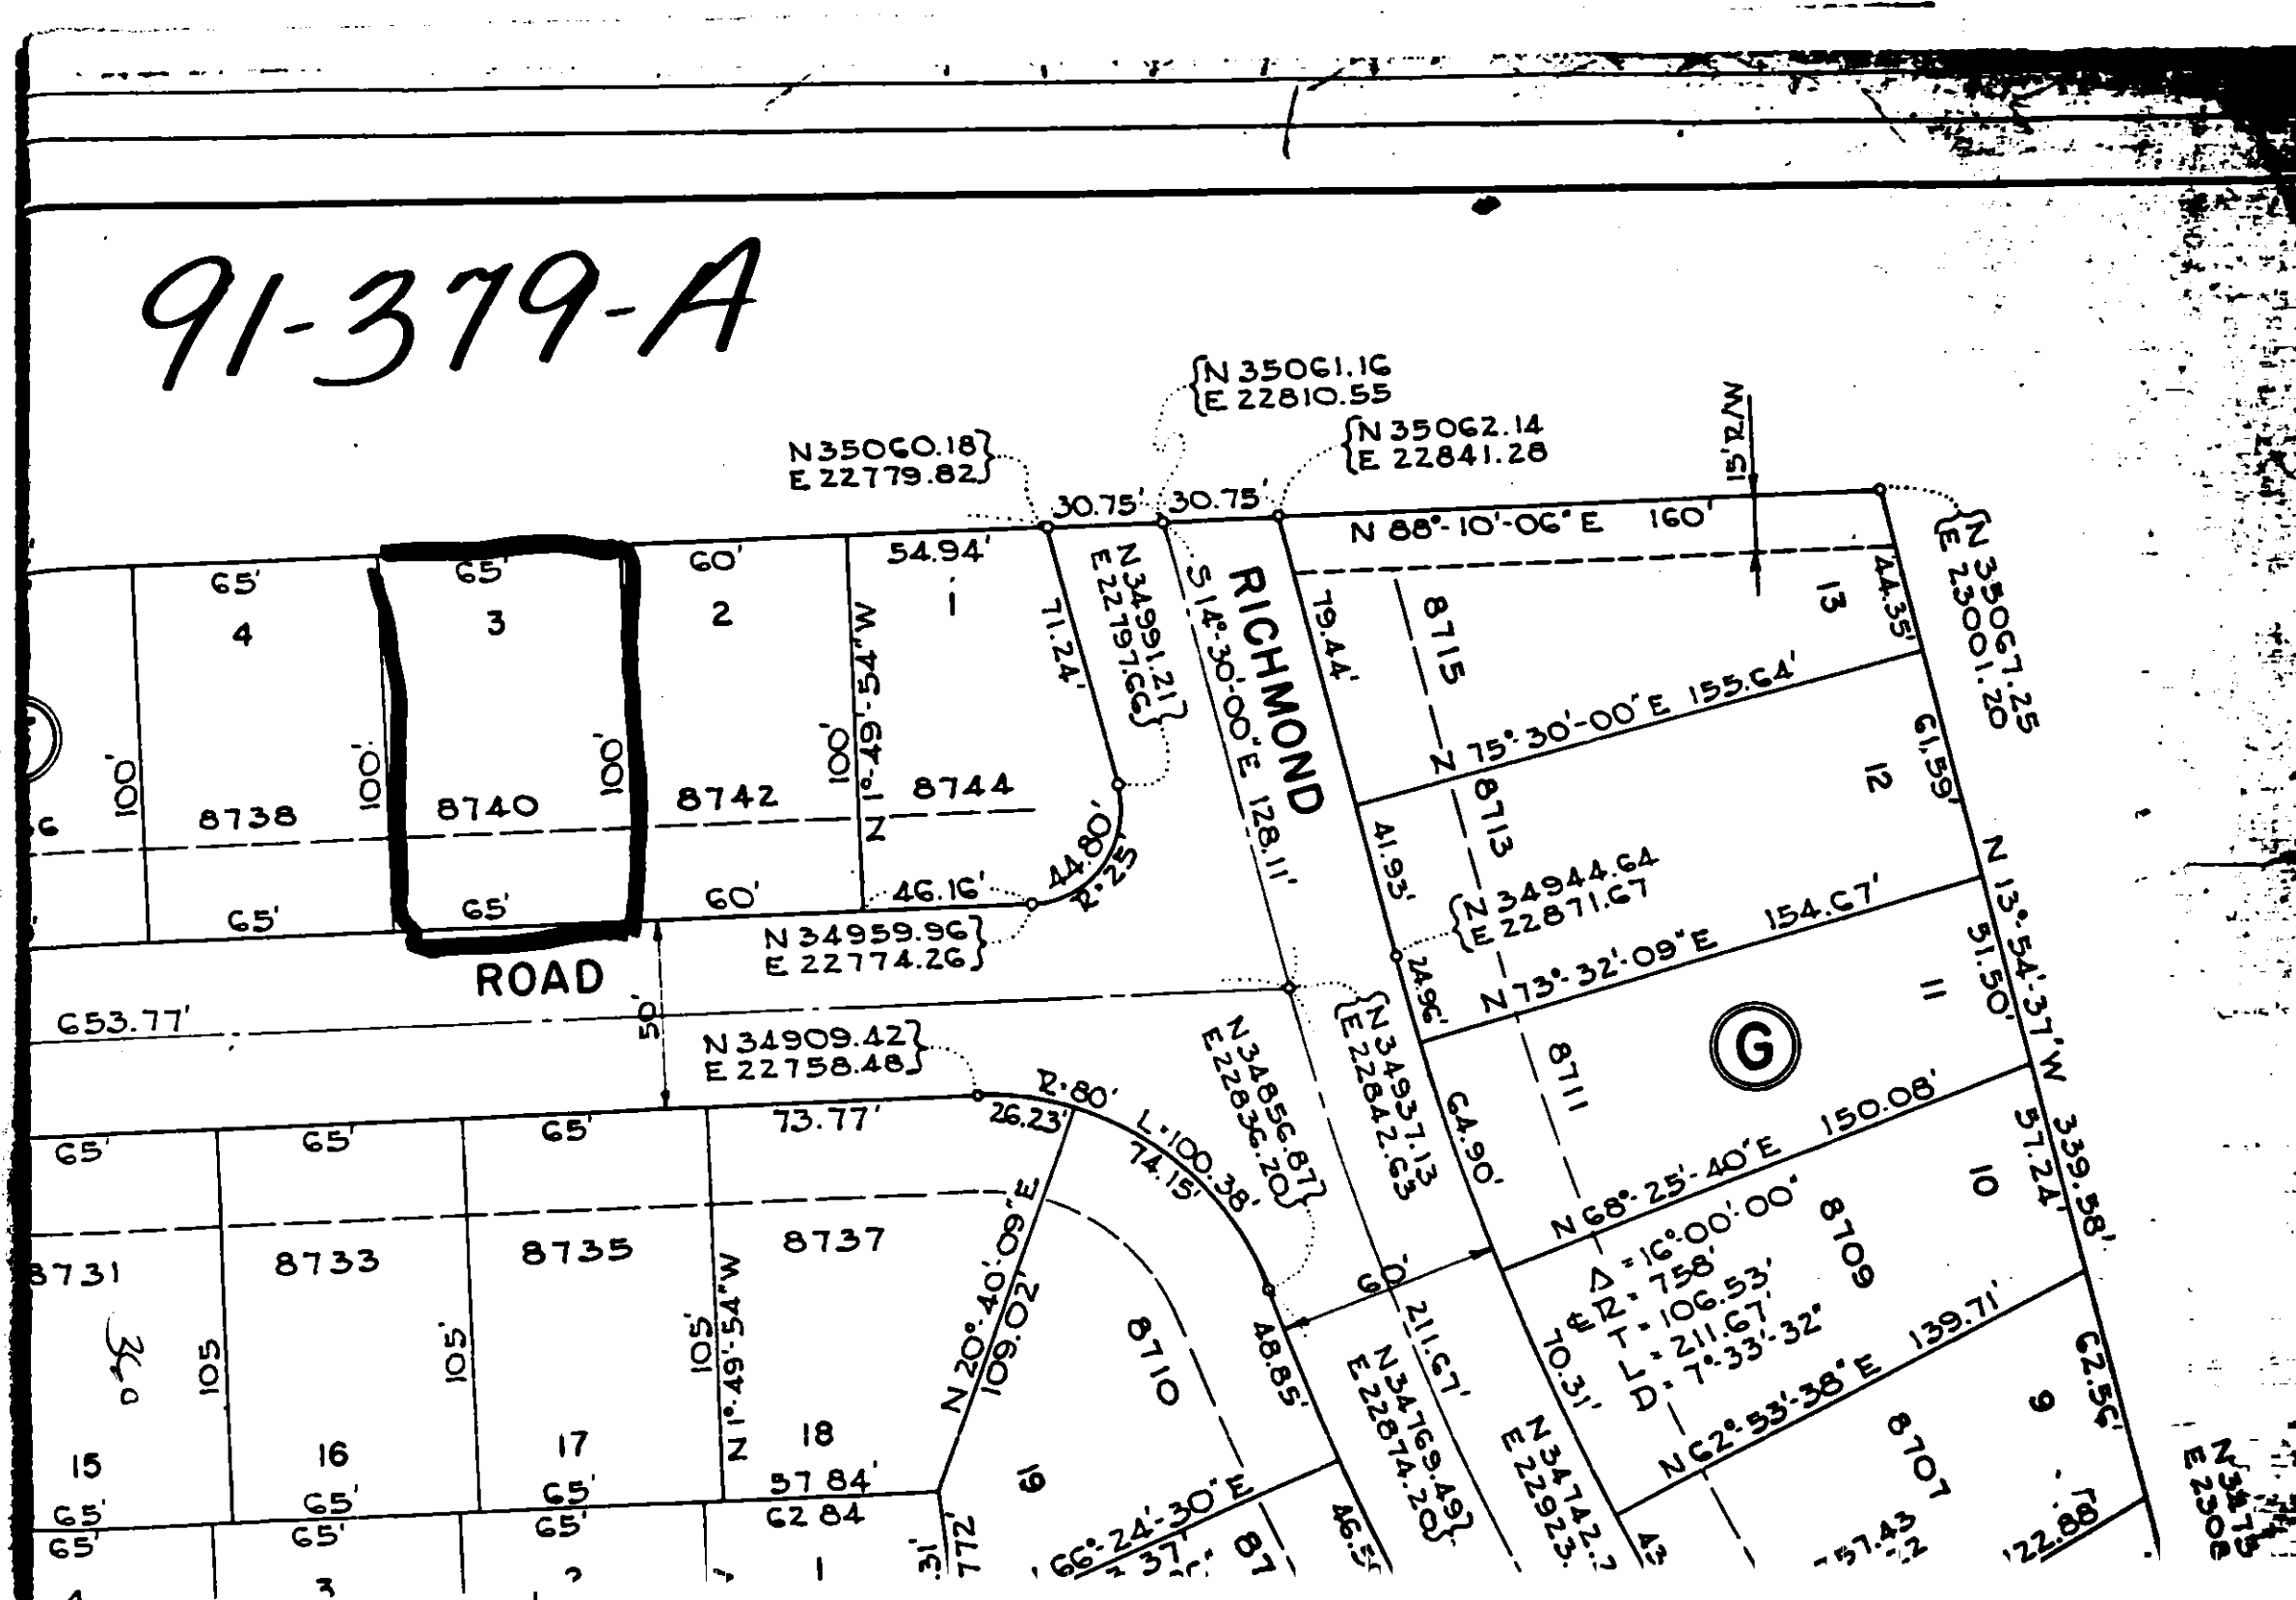 91-379-A
{N 35061.16
E 22810.55
N35060.18}
E 22779.82
{N 35062.14
E 22841.28
15' R/W
30.75'
30.75'
N 88°-10'-06"E 160'
{N 35067.25
E 23001.20
65'
4
65'
3
60'
2
54.94'
1
71.24'
N34991.21}
E 22797.66
S 14°-30'-00"E 128.11'
RICHMOND
79.44'
8715
13
44.35'
100'
8738
100'
8740
100'
8742
100'
N 1°-49'-54"W
8744
N 75°-30'-00"E 155.64'
12
61.59'
8713
41.93'
44.80'
R=25'
65'
65'
60'
46.16'
N 34959.96}
E 22774.26
{N 34944.64
E 22871.67
154.67'
N 73°-32'-09"E
24.96'
N 13°-54'-37"W 339.58'
51.50'
11
ROAD
653.77'
50'
N 34909.42}
E 22758.48
{N 34937.13
E 22842.63
N 34856.87}
E 22836.20
G
8711
64.90'
150.08'
N 68°-25'-40"E
57.24'
10
65'
65'
65'
73.77'
26.23'
R=80'
L=100.38'
74.15'
8731
8733
8735
8737
N 20°-40'-09"E
109.02'
8710
60'
211.67'
Δ=16°-00'-00"
℄R=758'
T=106.53'
L=211.67'
D=7°-33'-32"
8709
105
105'
105'
N 1°-49'-54"W
48.85'
N 34769.49}
E 22874.20
70.31'
139.71'
N 62°-53'-38"E
62.56'
9
8707
15
16
17
18
19
65'
65'
65'
57 84'
65'
65'
65'
62 84
3
1
66°-24'-30"E
122.88'